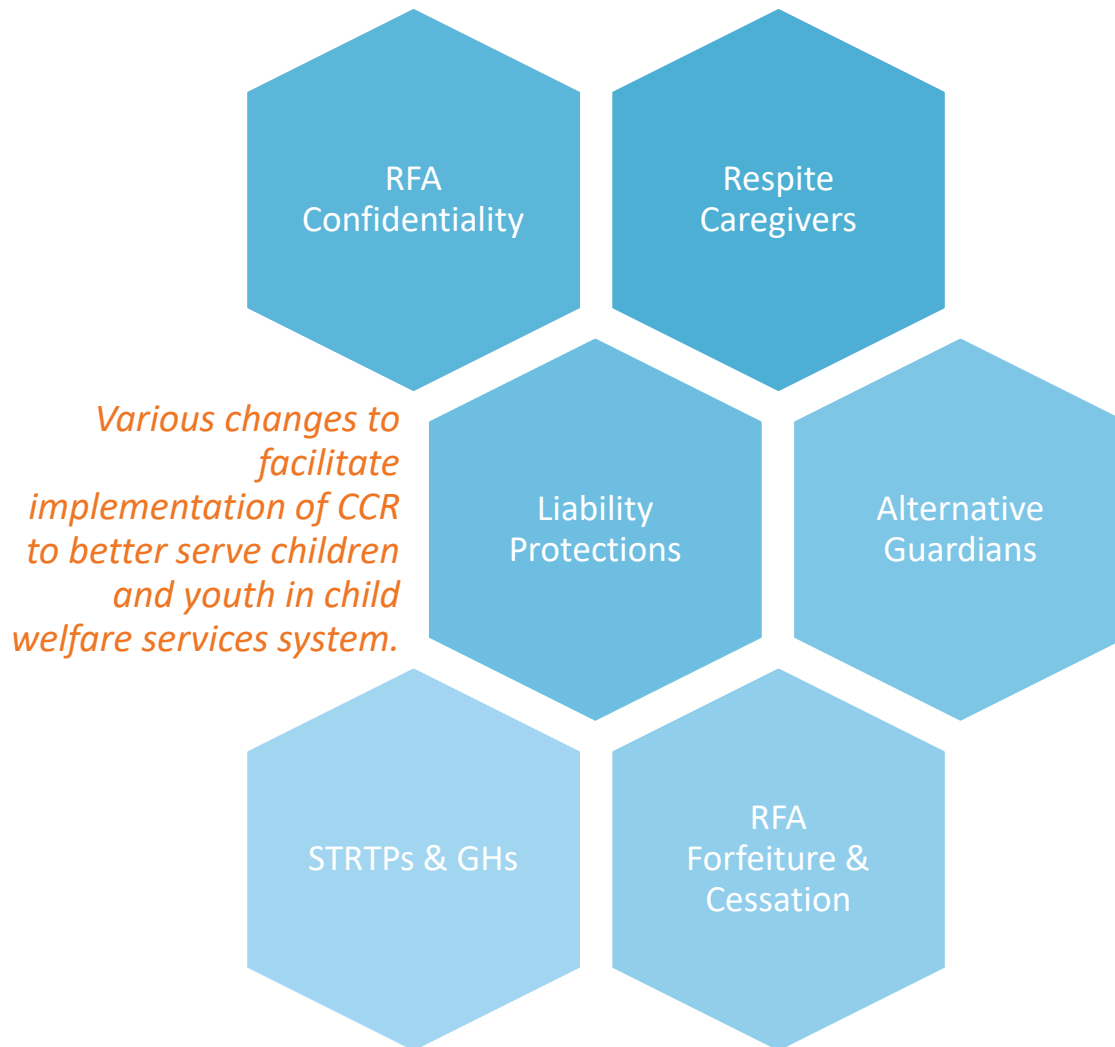 RFA
Confidentiality
Respite
Caregivers
Various changes to
facilitate
implementation of CCR
to better serve children
and youth in child
welfare services system.
Liability
Protections
Alternative
Guardians
STRTPs & GHs
RFA
Forfeiture &
Cessation